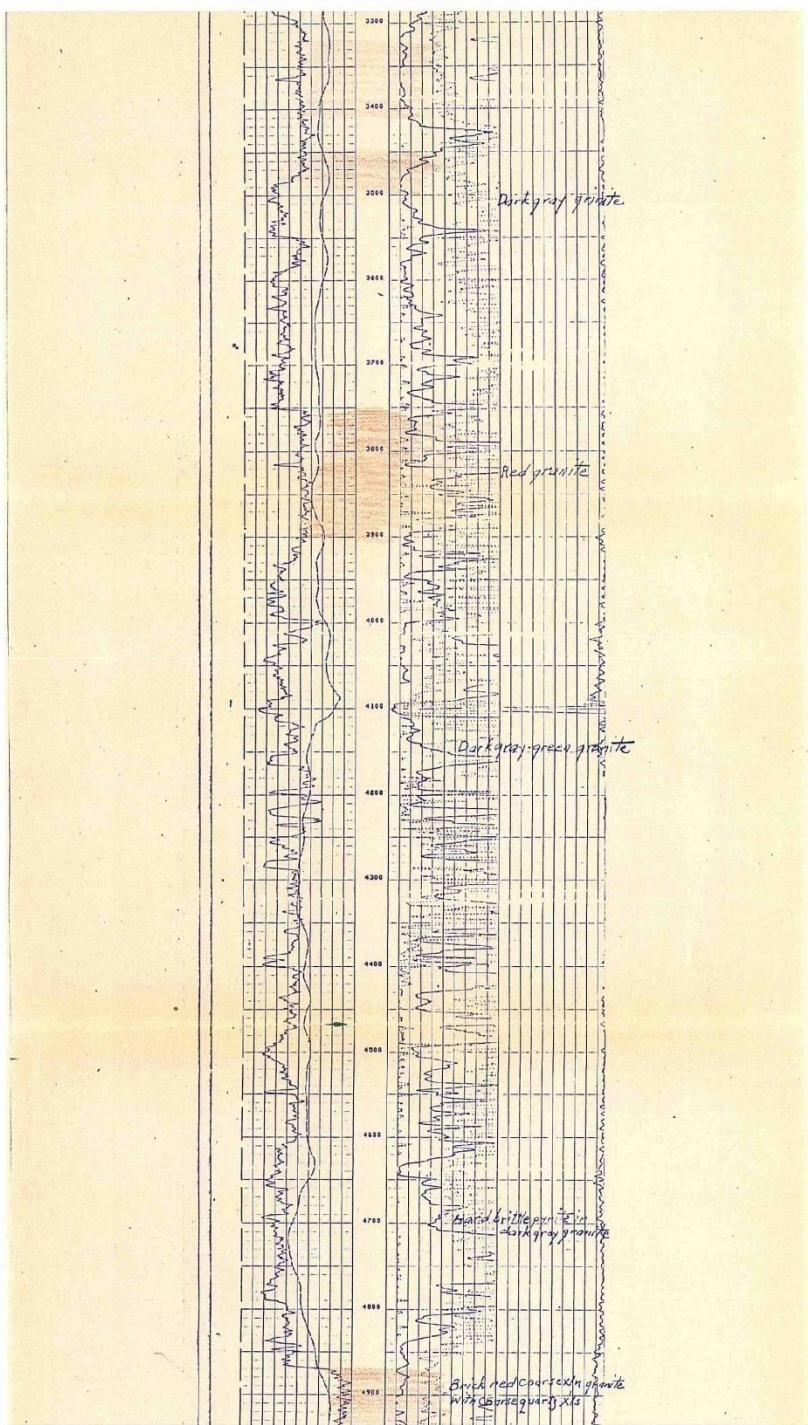 3300
3400
3500
Dark gray grinite
3600
3700
3800
Red granite
3900
4000
4100
Dark gray-green granite
4200
4300
4400
4500
4600
Hard brittle pyrite in
4700
dark gray granite
4800
Brick red coarse xln granite
4900
with coarse quartz xls